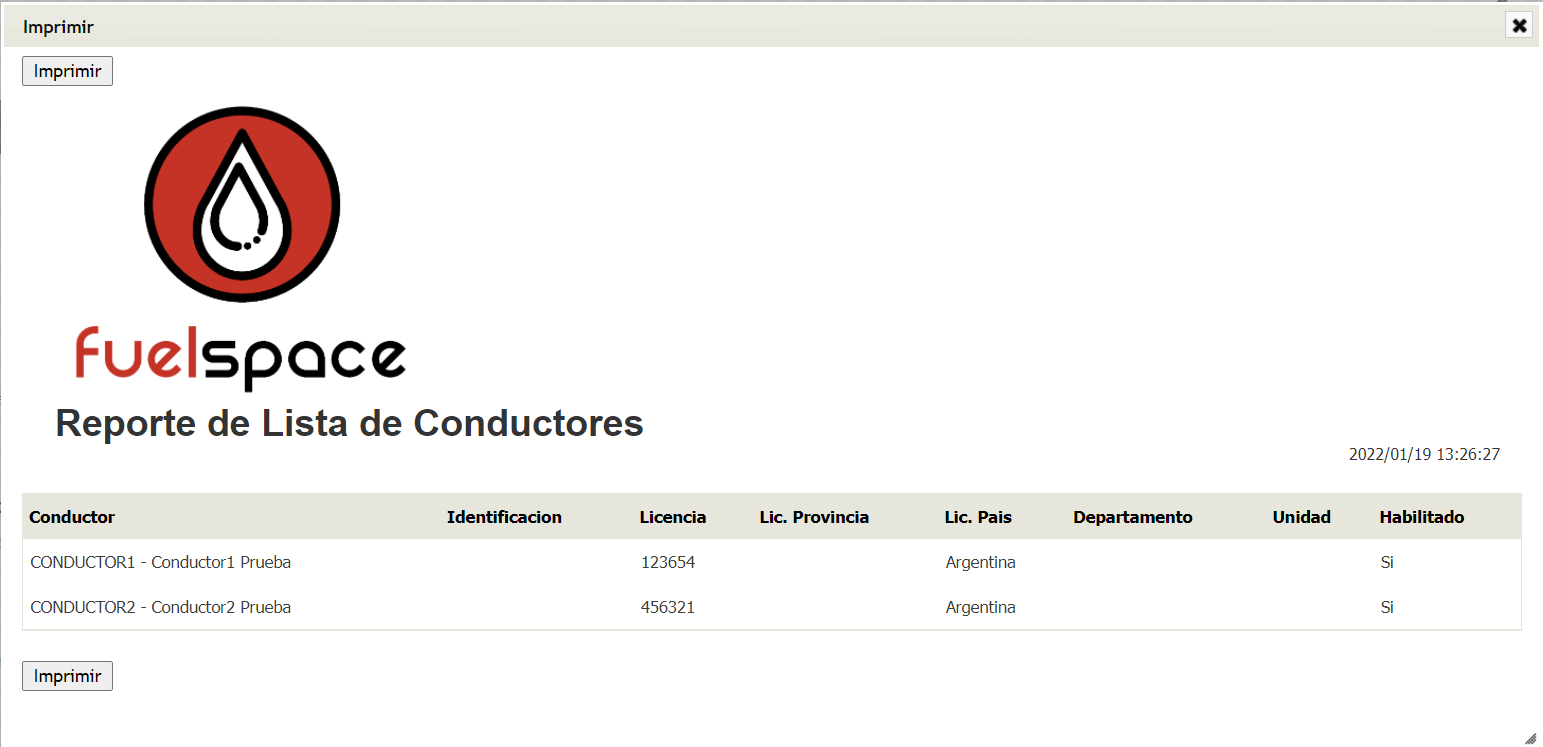 Imprimir
Imprimir
fuelspace
Reporte de Lista de Conductores
2022/01/19 13:26:27
Conductor Identificacion Licencia Lic. Provincia Lic. Pais Departamento Unidad Habilitado
CONDUCTOR1 - Conductor1 Prueba 123654 Argentina Si
CONDUCTOR2 - Conductor2 Prueba 456321 Argentina Si
Imprimir